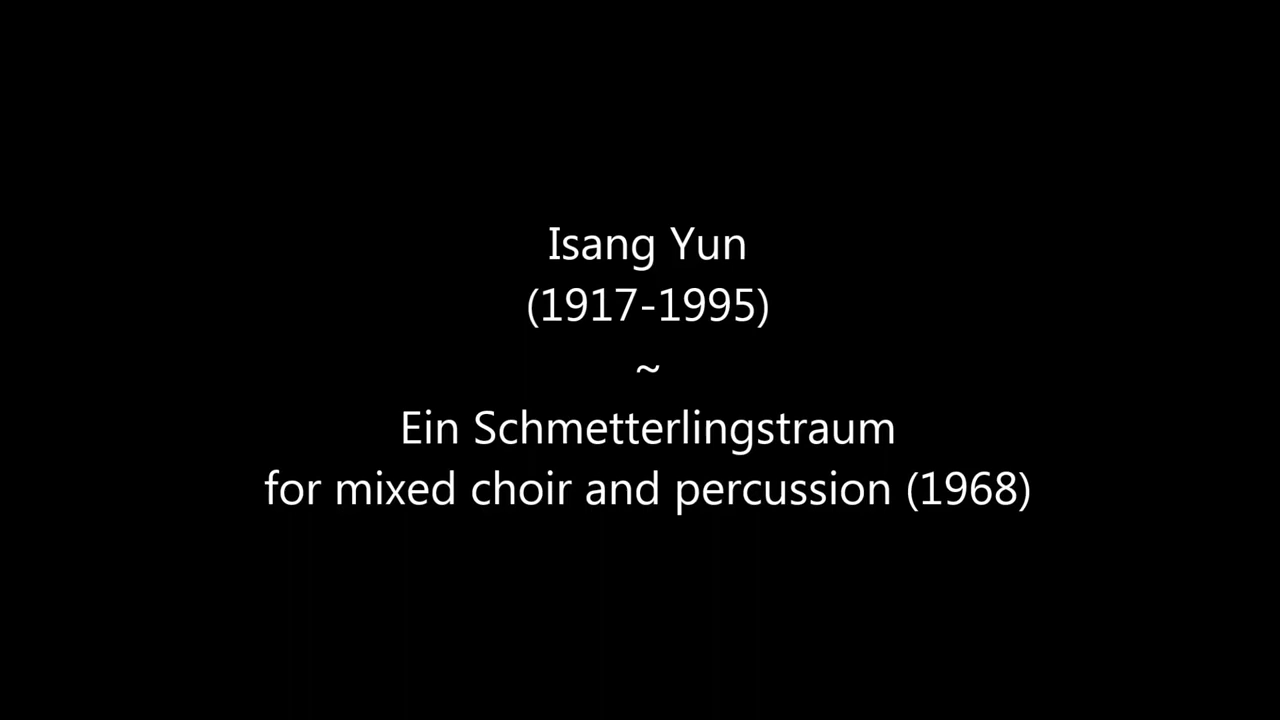 Isang Yun
(1917-1995)
~
Ein Schmetterlingstraum
for mixed choir and percussion (1968)